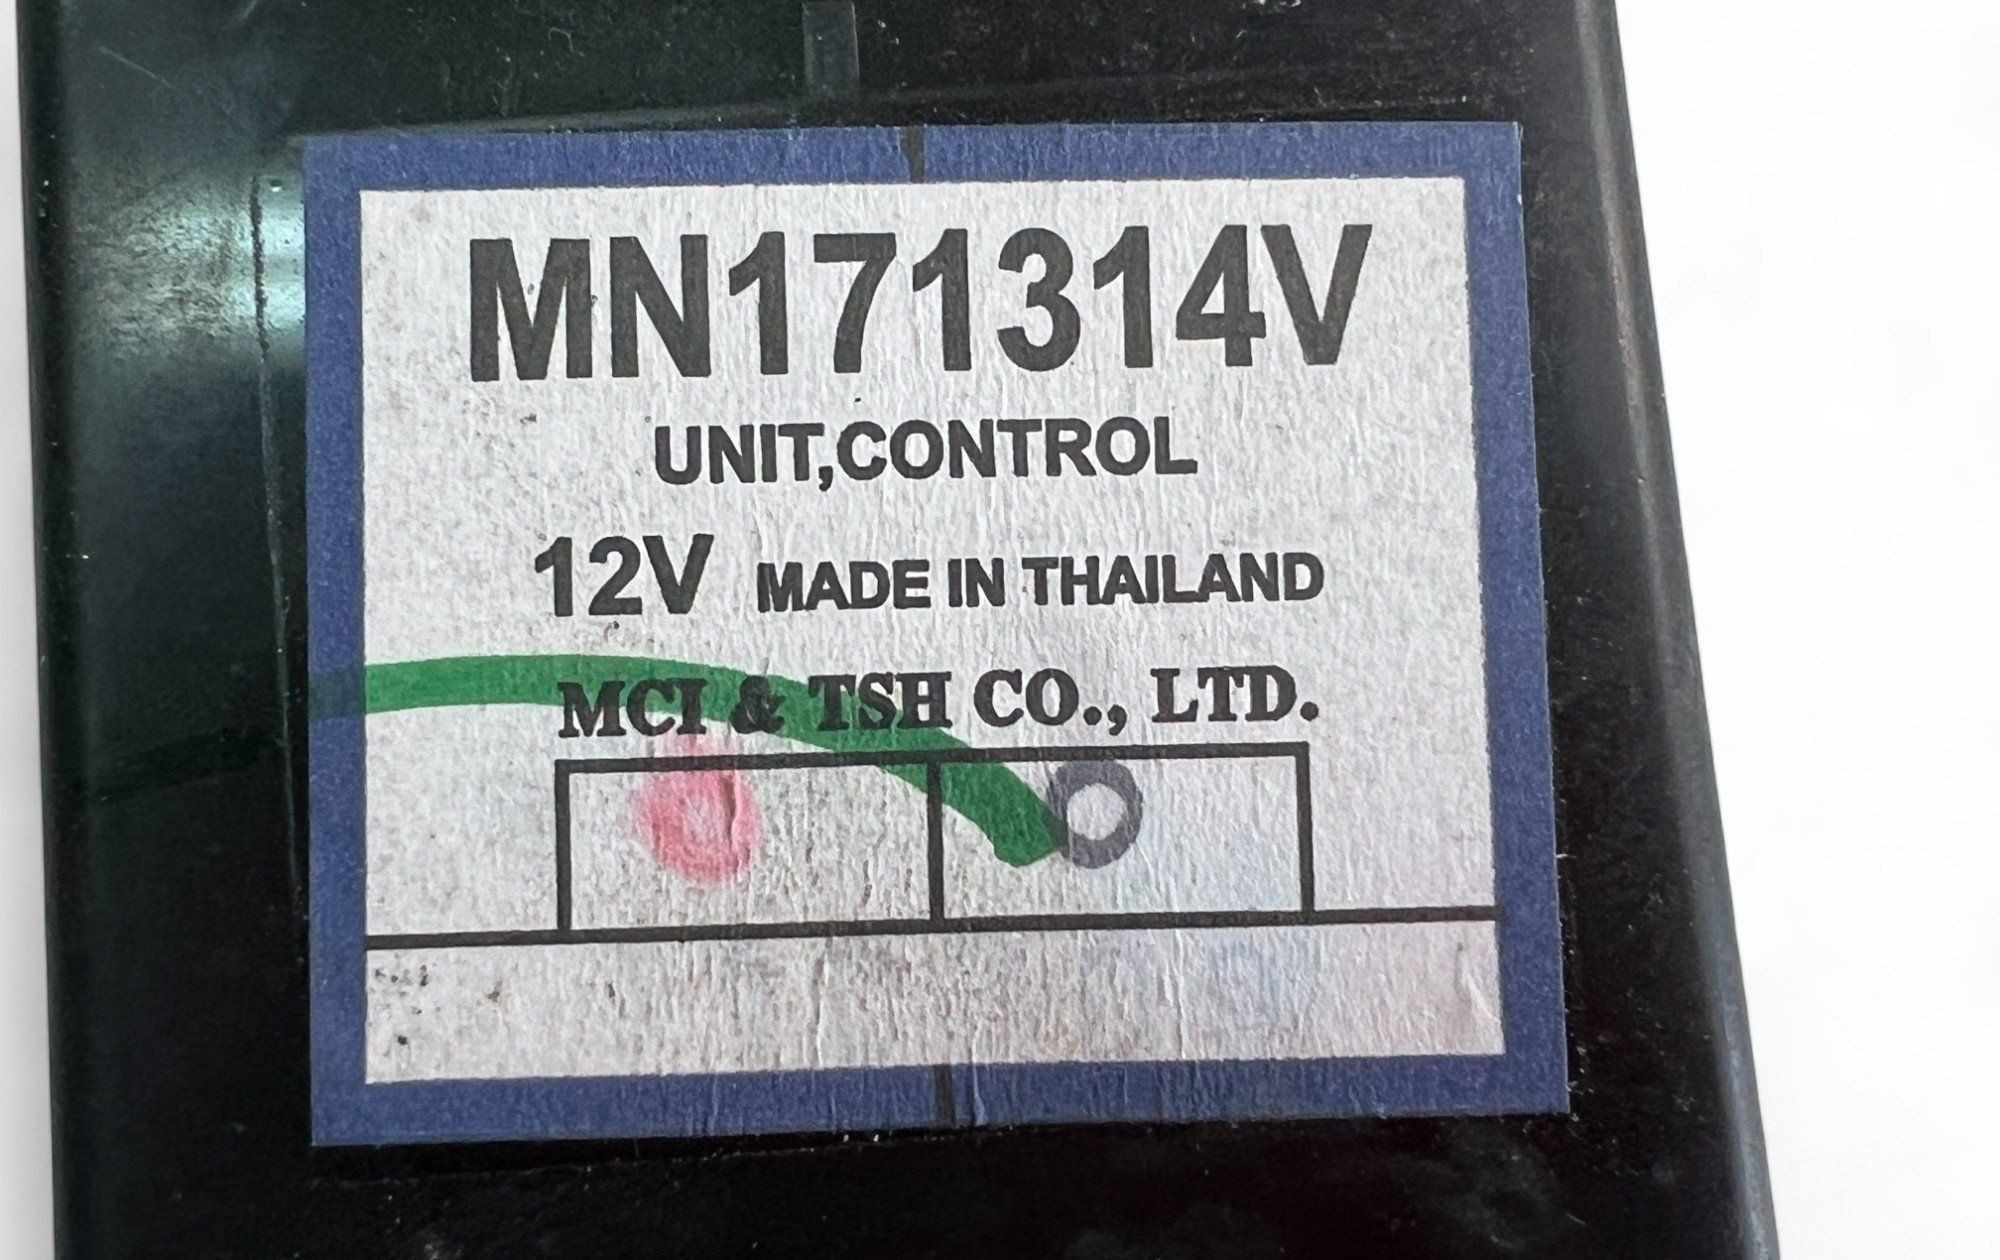 MN171314V
UNIT,CONTROL
12V MADE IN THAILAND
MCI & TSH CO., LTD.